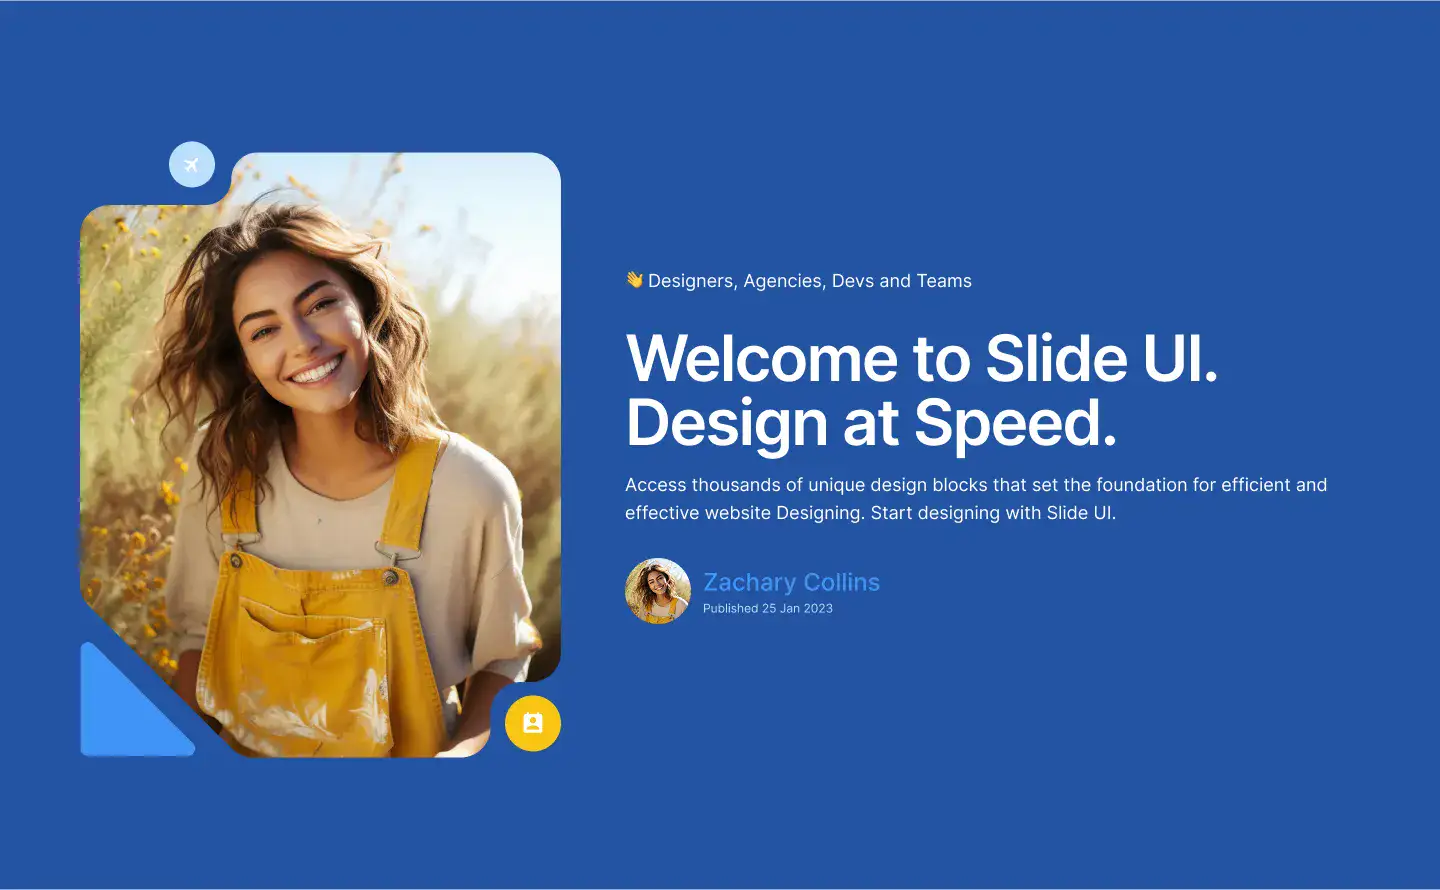 👋 Designers, Agencies, Devs and Teams
Welcome to Slide UI.
Design at Speed.
Access thousands of unique design blocks that set the foundation for efficient and
effective website Designing. Start designing with Slide UI.
Zachary Collins
Published 25 Jan 2023